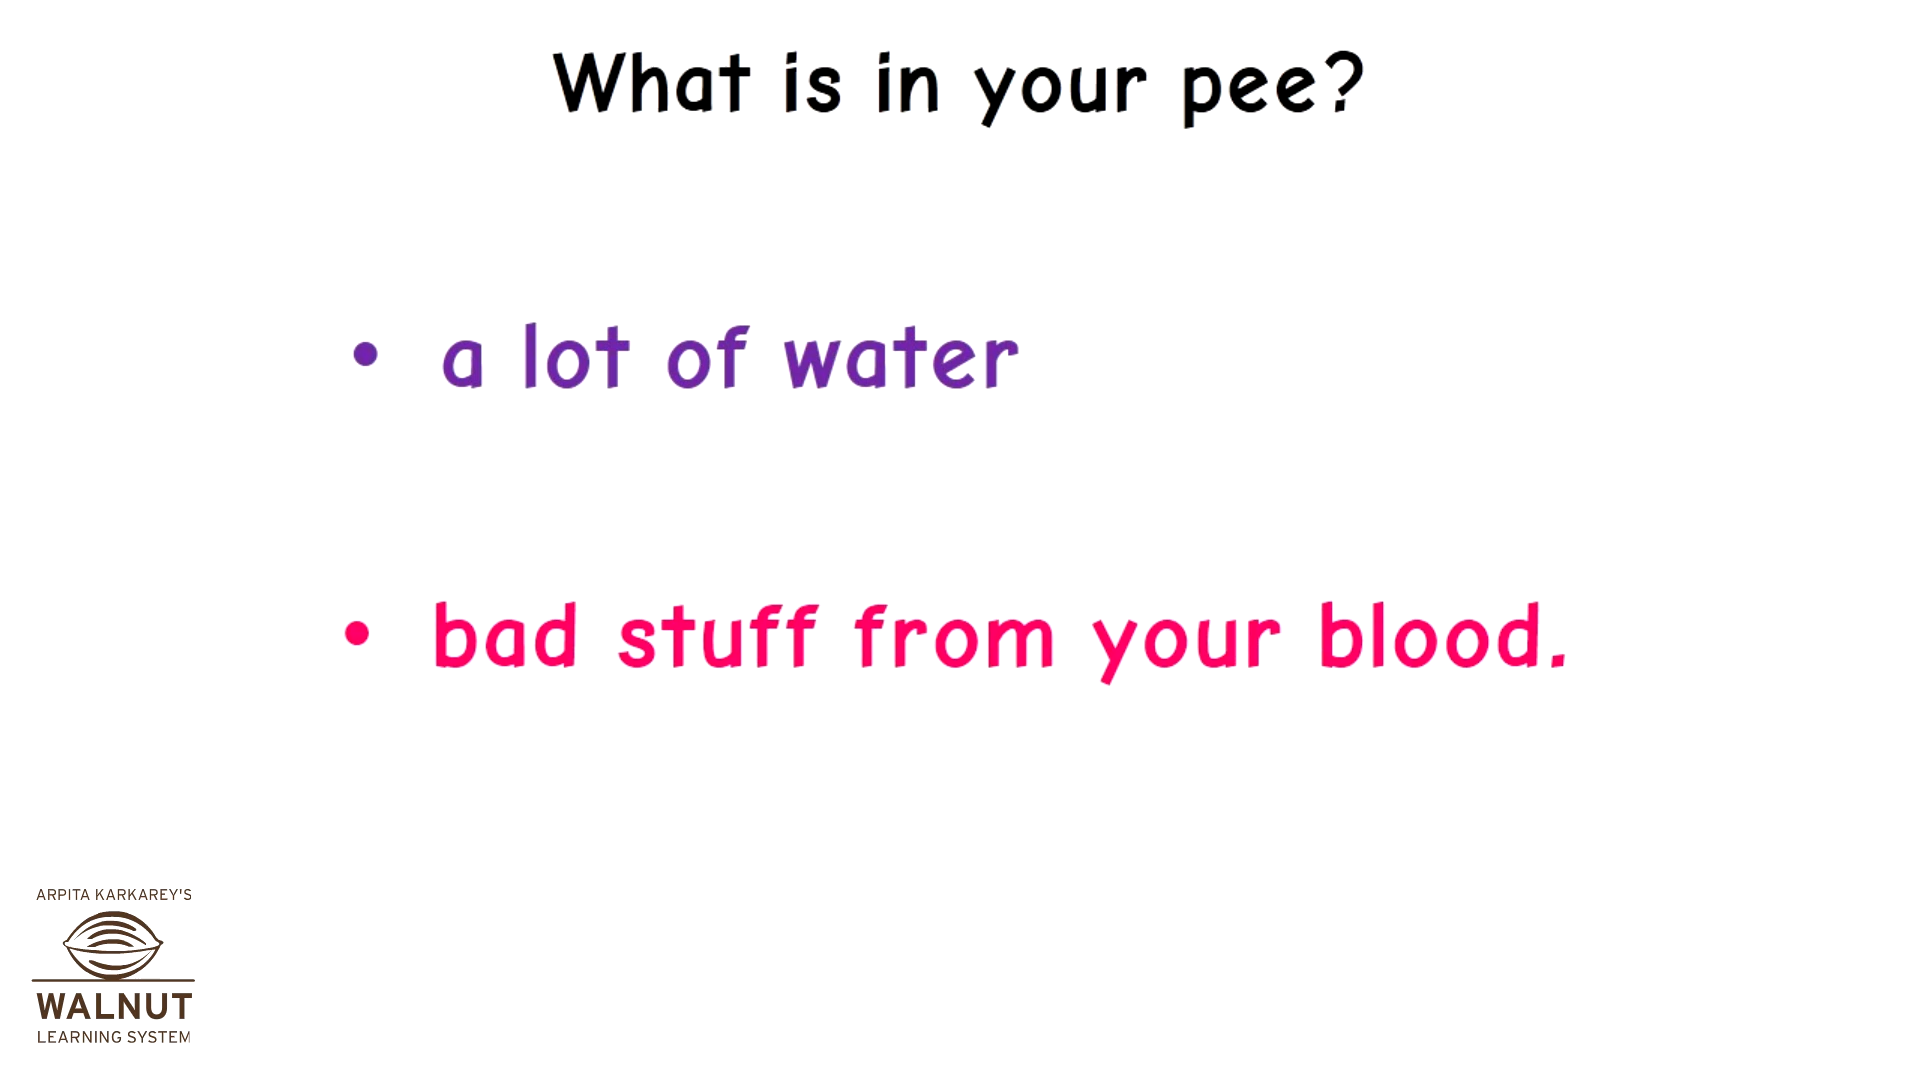 What is in your pee?
• a lot of water
• bad stuff from your blood.
ARPITA KARKAREY'S
WALNUT
LEARNING SYSTEM